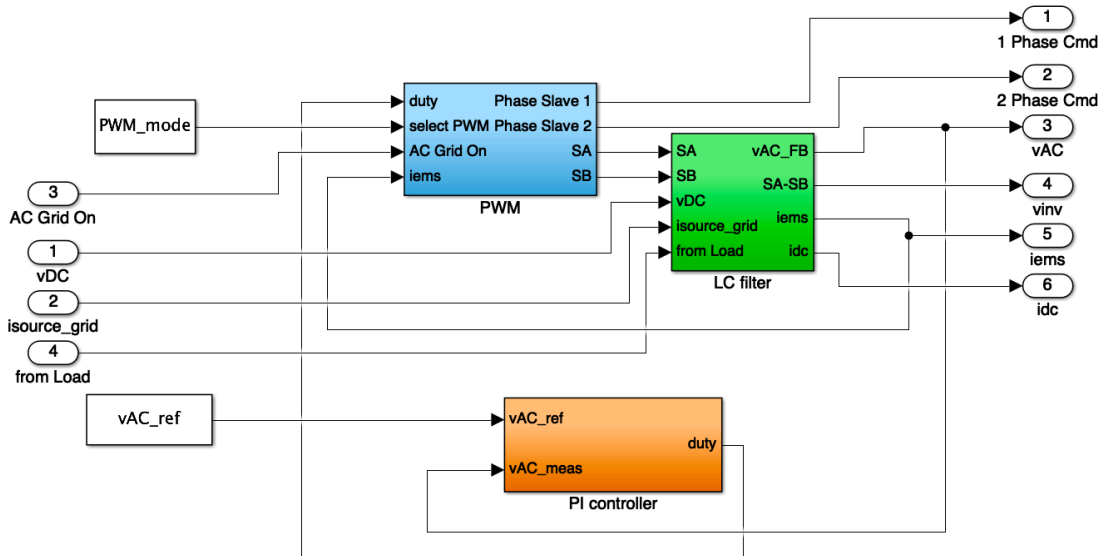 1
1 Phase Cmd
2
2 Phase Cmd
3
vAC
4
vinv
5
iems
6
idc
PWM_mode
duty
select PWM
AC Grid On
iems
Phase Slave 1
Phase Slave 2
SA
SB
PWM
SA
SB
vDC
isource_grid
from Load
vAC_FB
SA-SB
iems
idc
LC filter
3
AC Grid On
1
vDC
2
isource_grid
4
from Load
vAC_ref
vAC_ref
vAC_meas
duty
PI controller